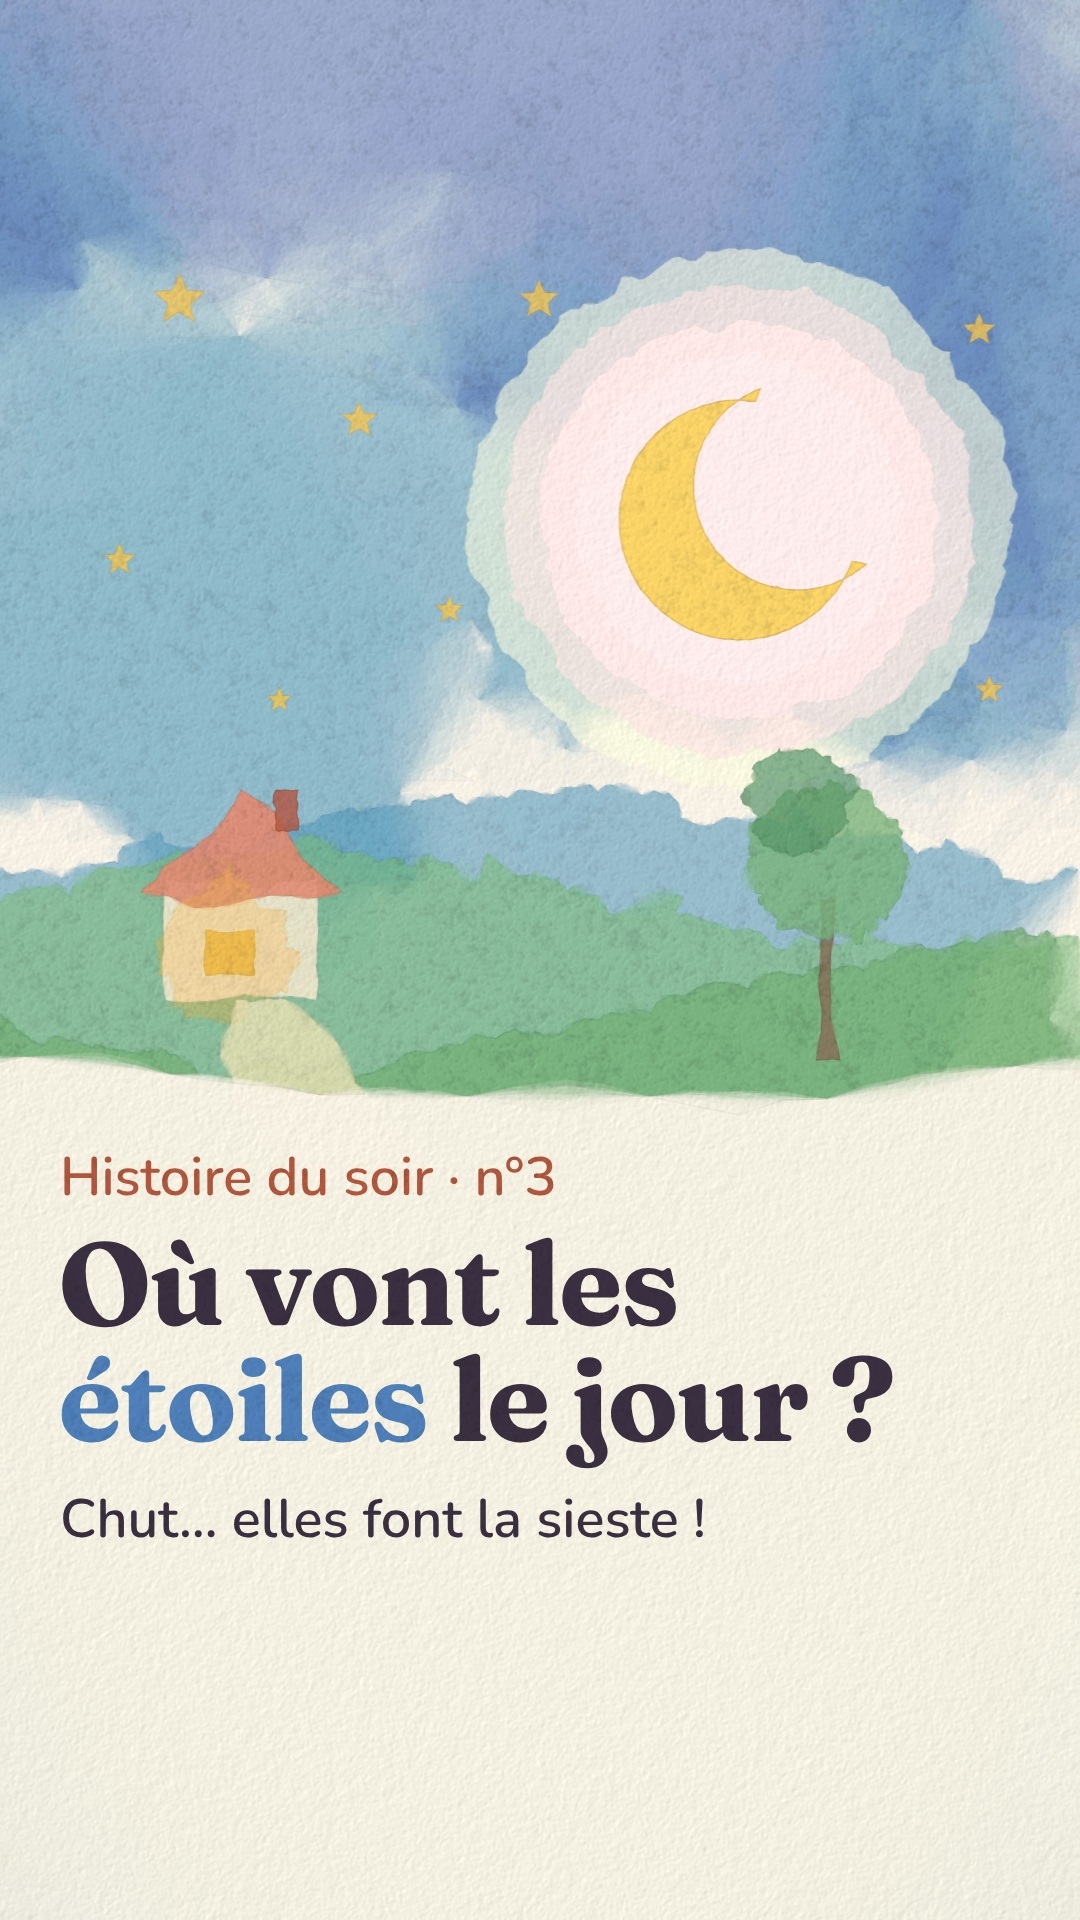 Histoire du soir · n°3
Où vont les
étoiles le jour ?
Chut... elles font la sieste !